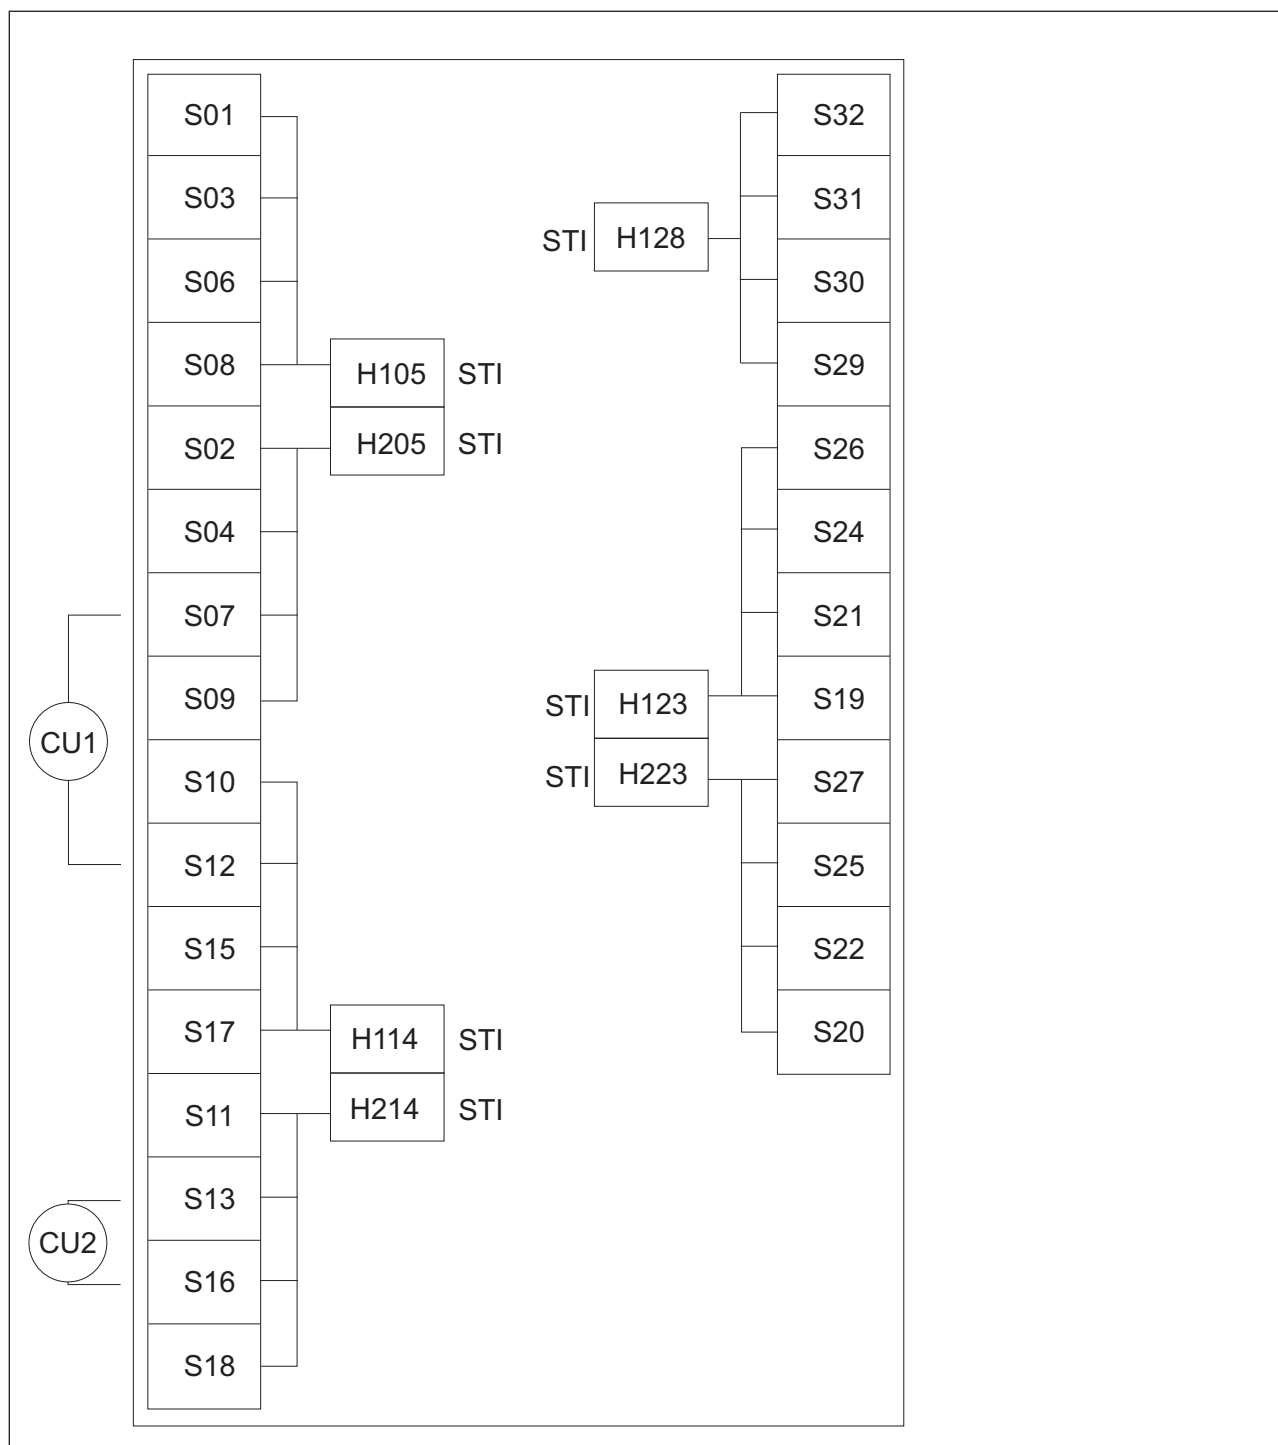 S01
S03
S06
S08
S02
S04
S07
S09
S10
S12
S15
S17
S11
S13
S16
S18
CU1
CU2
H105 STI
H205 STI
H114 STI
H214 STI
STI H128
STI H123
STI H223
S32
S31
S30
S29
S26
S24
S21
S19
S27
S25
S22
S20